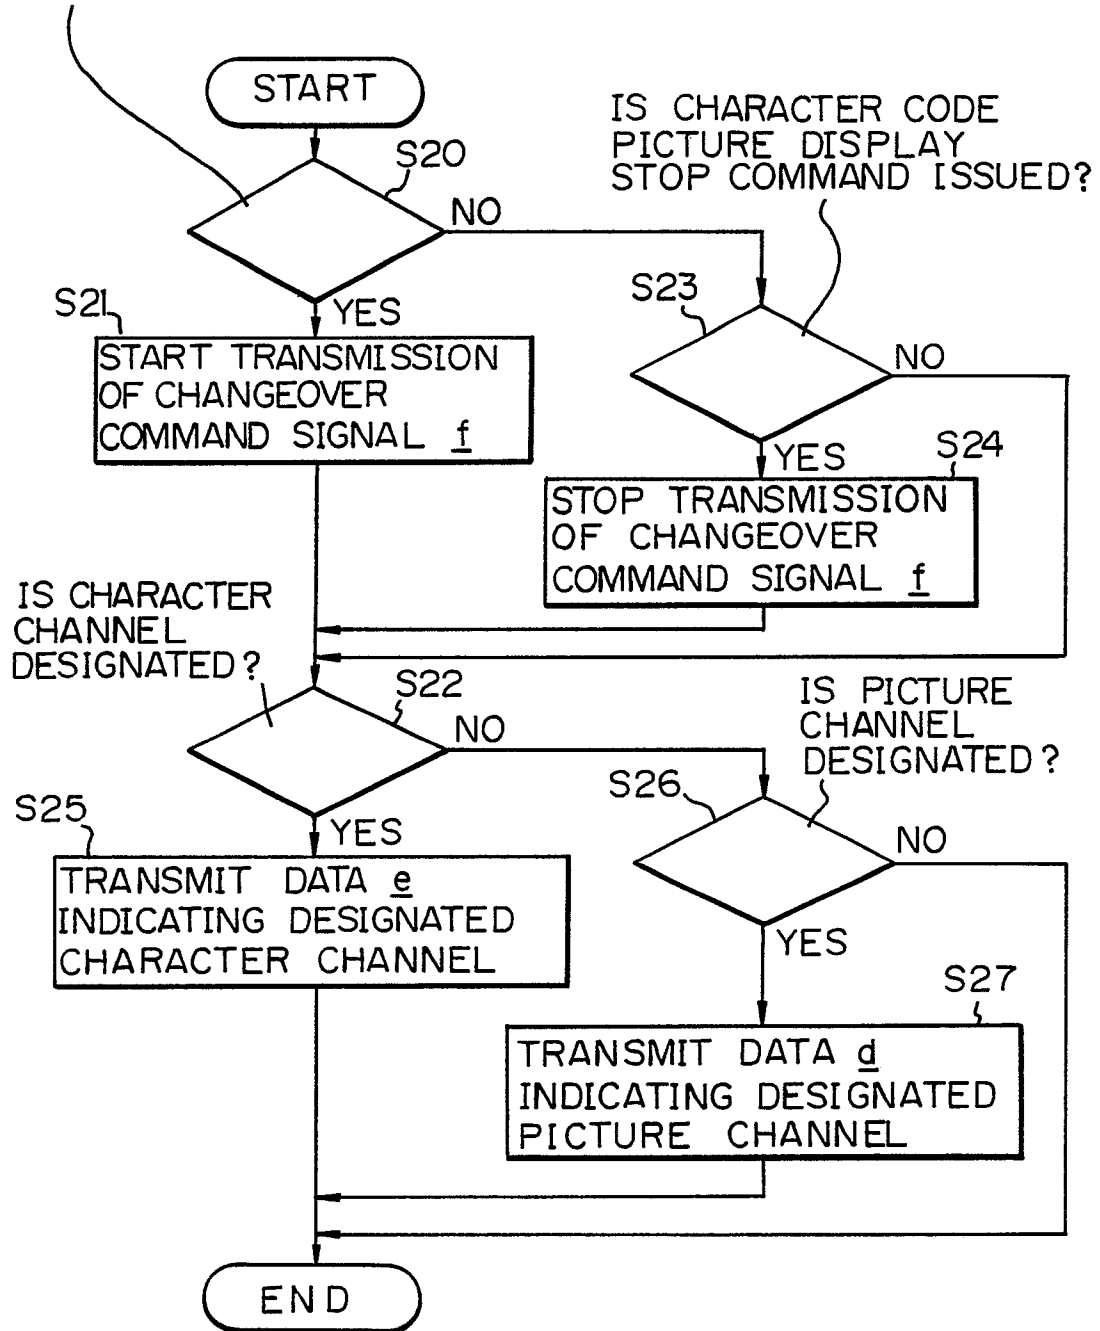 START
S20
NO
IS CHARACTER CODE
PICTURE DISPLAY
STOP COMMAND ISSUED?
S21
YES
START TRANSMISSION
OF CHANGEOVER
COMMAND SIGNAL f
S23
NO
YES
S24
STOP TRANSMISSION
OF CHANGEOVER
COMMAND SIGNAL f
IS CHARACTER
CHANNEL
DESIGNATED?
S22
NO
IS PICTURE
CHANNEL
DESIGNATED?
S25
YES
TRANSMIT DATA e
INDICATING DESIGNATED
CHARACTER CHANNEL
S26
NO
YES
S27
TRANSMIT DATA d
INDICATING DESIGNATED
PICTURE CHANNEL
END